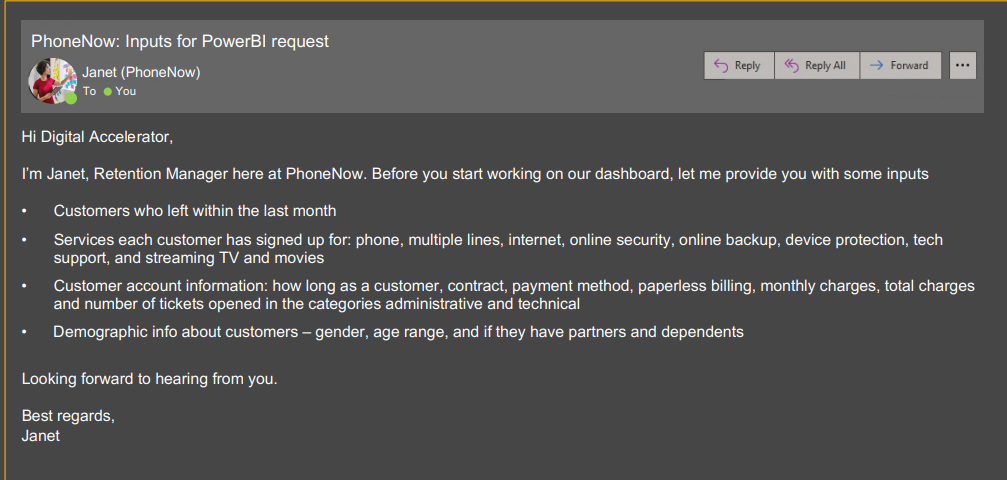 PhoneNow: Inputs for PowerBI request
Janet (PhoneNow)
To You
Reply
Reply All
Forward
...
Hi Digital Accelerator,
I'm Janet, Retention Manager here at PhoneNow. Before you start working on our dashboard, let me provide you with some inputs
• Customers who left within the last month
• Services each customer has signed up for: phone, multiple lines, internet, online security, online backup, device protection, tech
support, and streaming TV and movies
• Customer account information: how long as a customer, contract, payment method, paperless billing, monthly charges, total charges
and number of tickets opened in the categories administrative and technical
• Demographic info about customers – gender, age range, and if they have partners and dependents
Looking forward to hearing from you.
Best regards,
Janet